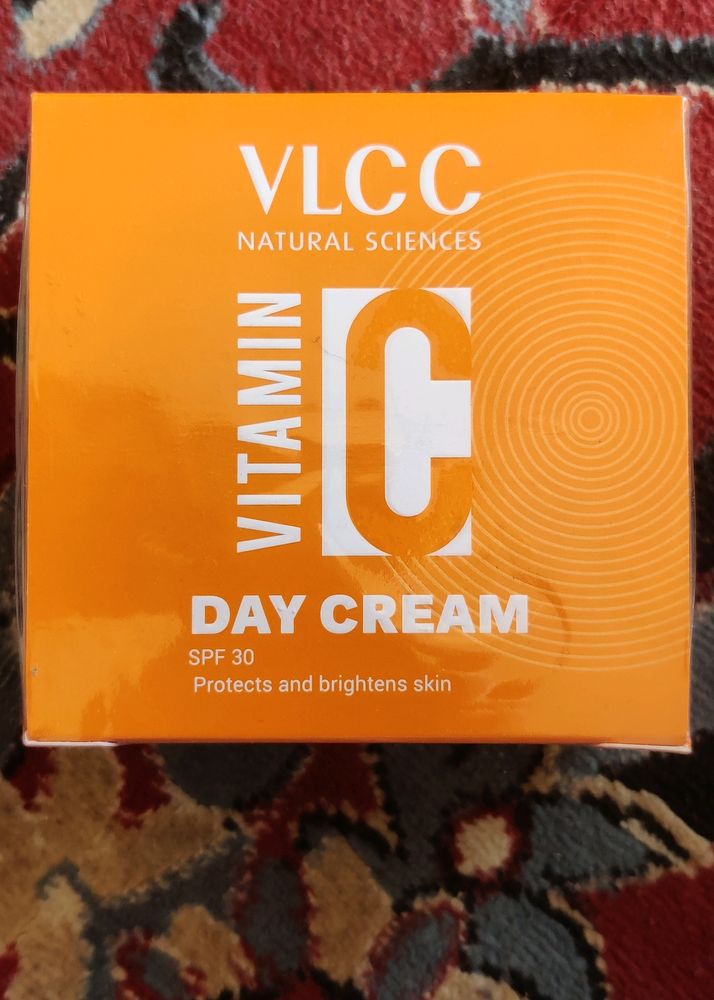 VLCC
NATURAL SCIENCES
VITAMIN C
DAY CREAM
SPF 30
Protects and brightens skin